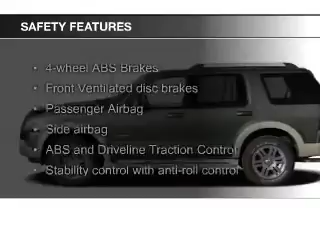 SAFETY FEATURES
• 4-wheel ABS Brakes
• Front Ventilated disc brakes
• Passenger Airbag
• Side airbag
• ABS and Driveline Traction Control
• Stability control with anti-roll control